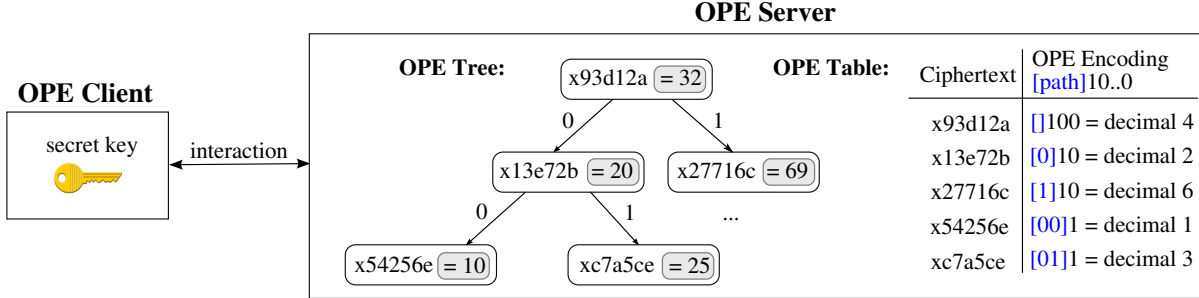 OPE Server
OPE Client
secret key
interaction
OPE Tree:
x93d12a = 32
0 1
x13e72b = 20
x27716c = 69
0 1
...
x54256e = 10
xc7a5ce = 25
OPE Table:
Ciphertext
OPE Encoding
[path]10..0
x93d12a []100 = decimal 4
x13e72b [0]10 = decimal 2
x27716c [1]10 = decimal 6
x54256e [00]1 = decimal 1
xc7a5ce [01]1 = decimal 3